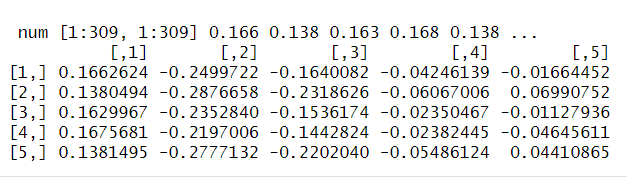 num [1:309, 1:309] 0.166 0.138 0.163 0.168 0.138 ...
[,1] [,2] [,3] [,4] [,5]
[1,] 0.1662624 -0.2499722 -0.1640082 -0.04246139 -0.01664452
[2,] 0.1380494 -0.2876658 -0.2318626 -0.06067006 0.06990752
[3,] 0.1629967 -0.2352840 -0.1536174 -0.02350467 -0.01127936
[4,] 0.1675681 -0.2197006 -0.1442824 -0.02382445 -0.04645611
[5,] 0.1381495 -0.2777132 -0.2202040 -0.05486124 0.04410865